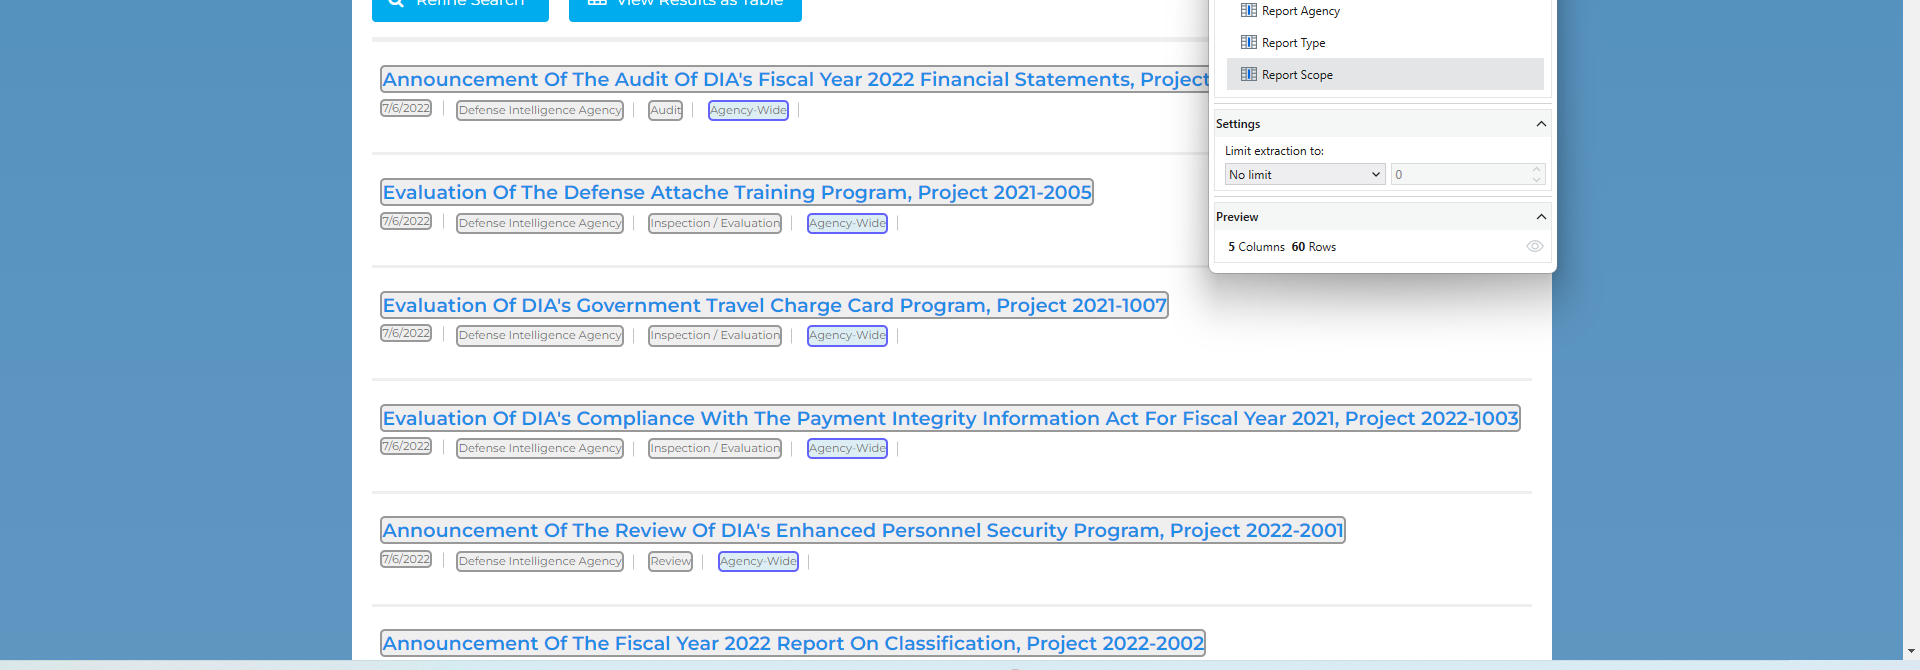 Refine Search
View Results as Table
Announcement Of The Audit Of DIA's Fiscal Year 2022 Financial Statements, Project
7/6/2022 Defense Intelligence Agency Audit Agency-Wide
Evaluation Of The Defense Attache Training Program, Project 2021-2005
7/6/2022 Defense Intelligence Agency Inspection / Evaluation Agency-Wide
Evaluation Of DIA's Government Travel Charge Card Program, Project 2021-1007
7/6/2022 Defense Intelligence Agency Inspection / Evaluation Agency-Wide
Evaluation Of DIA's Compliance With The Payment Integrity Information Act For Fiscal Year 2021, Project 2022-1003
7/6/2022 Defense Intelligence Agency Inspection / Evaluation Agency-Wide
Announcement Of The Review Of DIA's Enhanced Personnel Security Program, Project 2022-2001
7/6/2022 Defense Intelligence Agency Review Agency-Wide
Announcement Of The Fiscal Year 2022 Report On Classification, Project 2022-2002
Report Agency
Report Type
Report Scope
Settings
Limit extraction to:
No limit 0
Preview
5 Columns 60 Rows